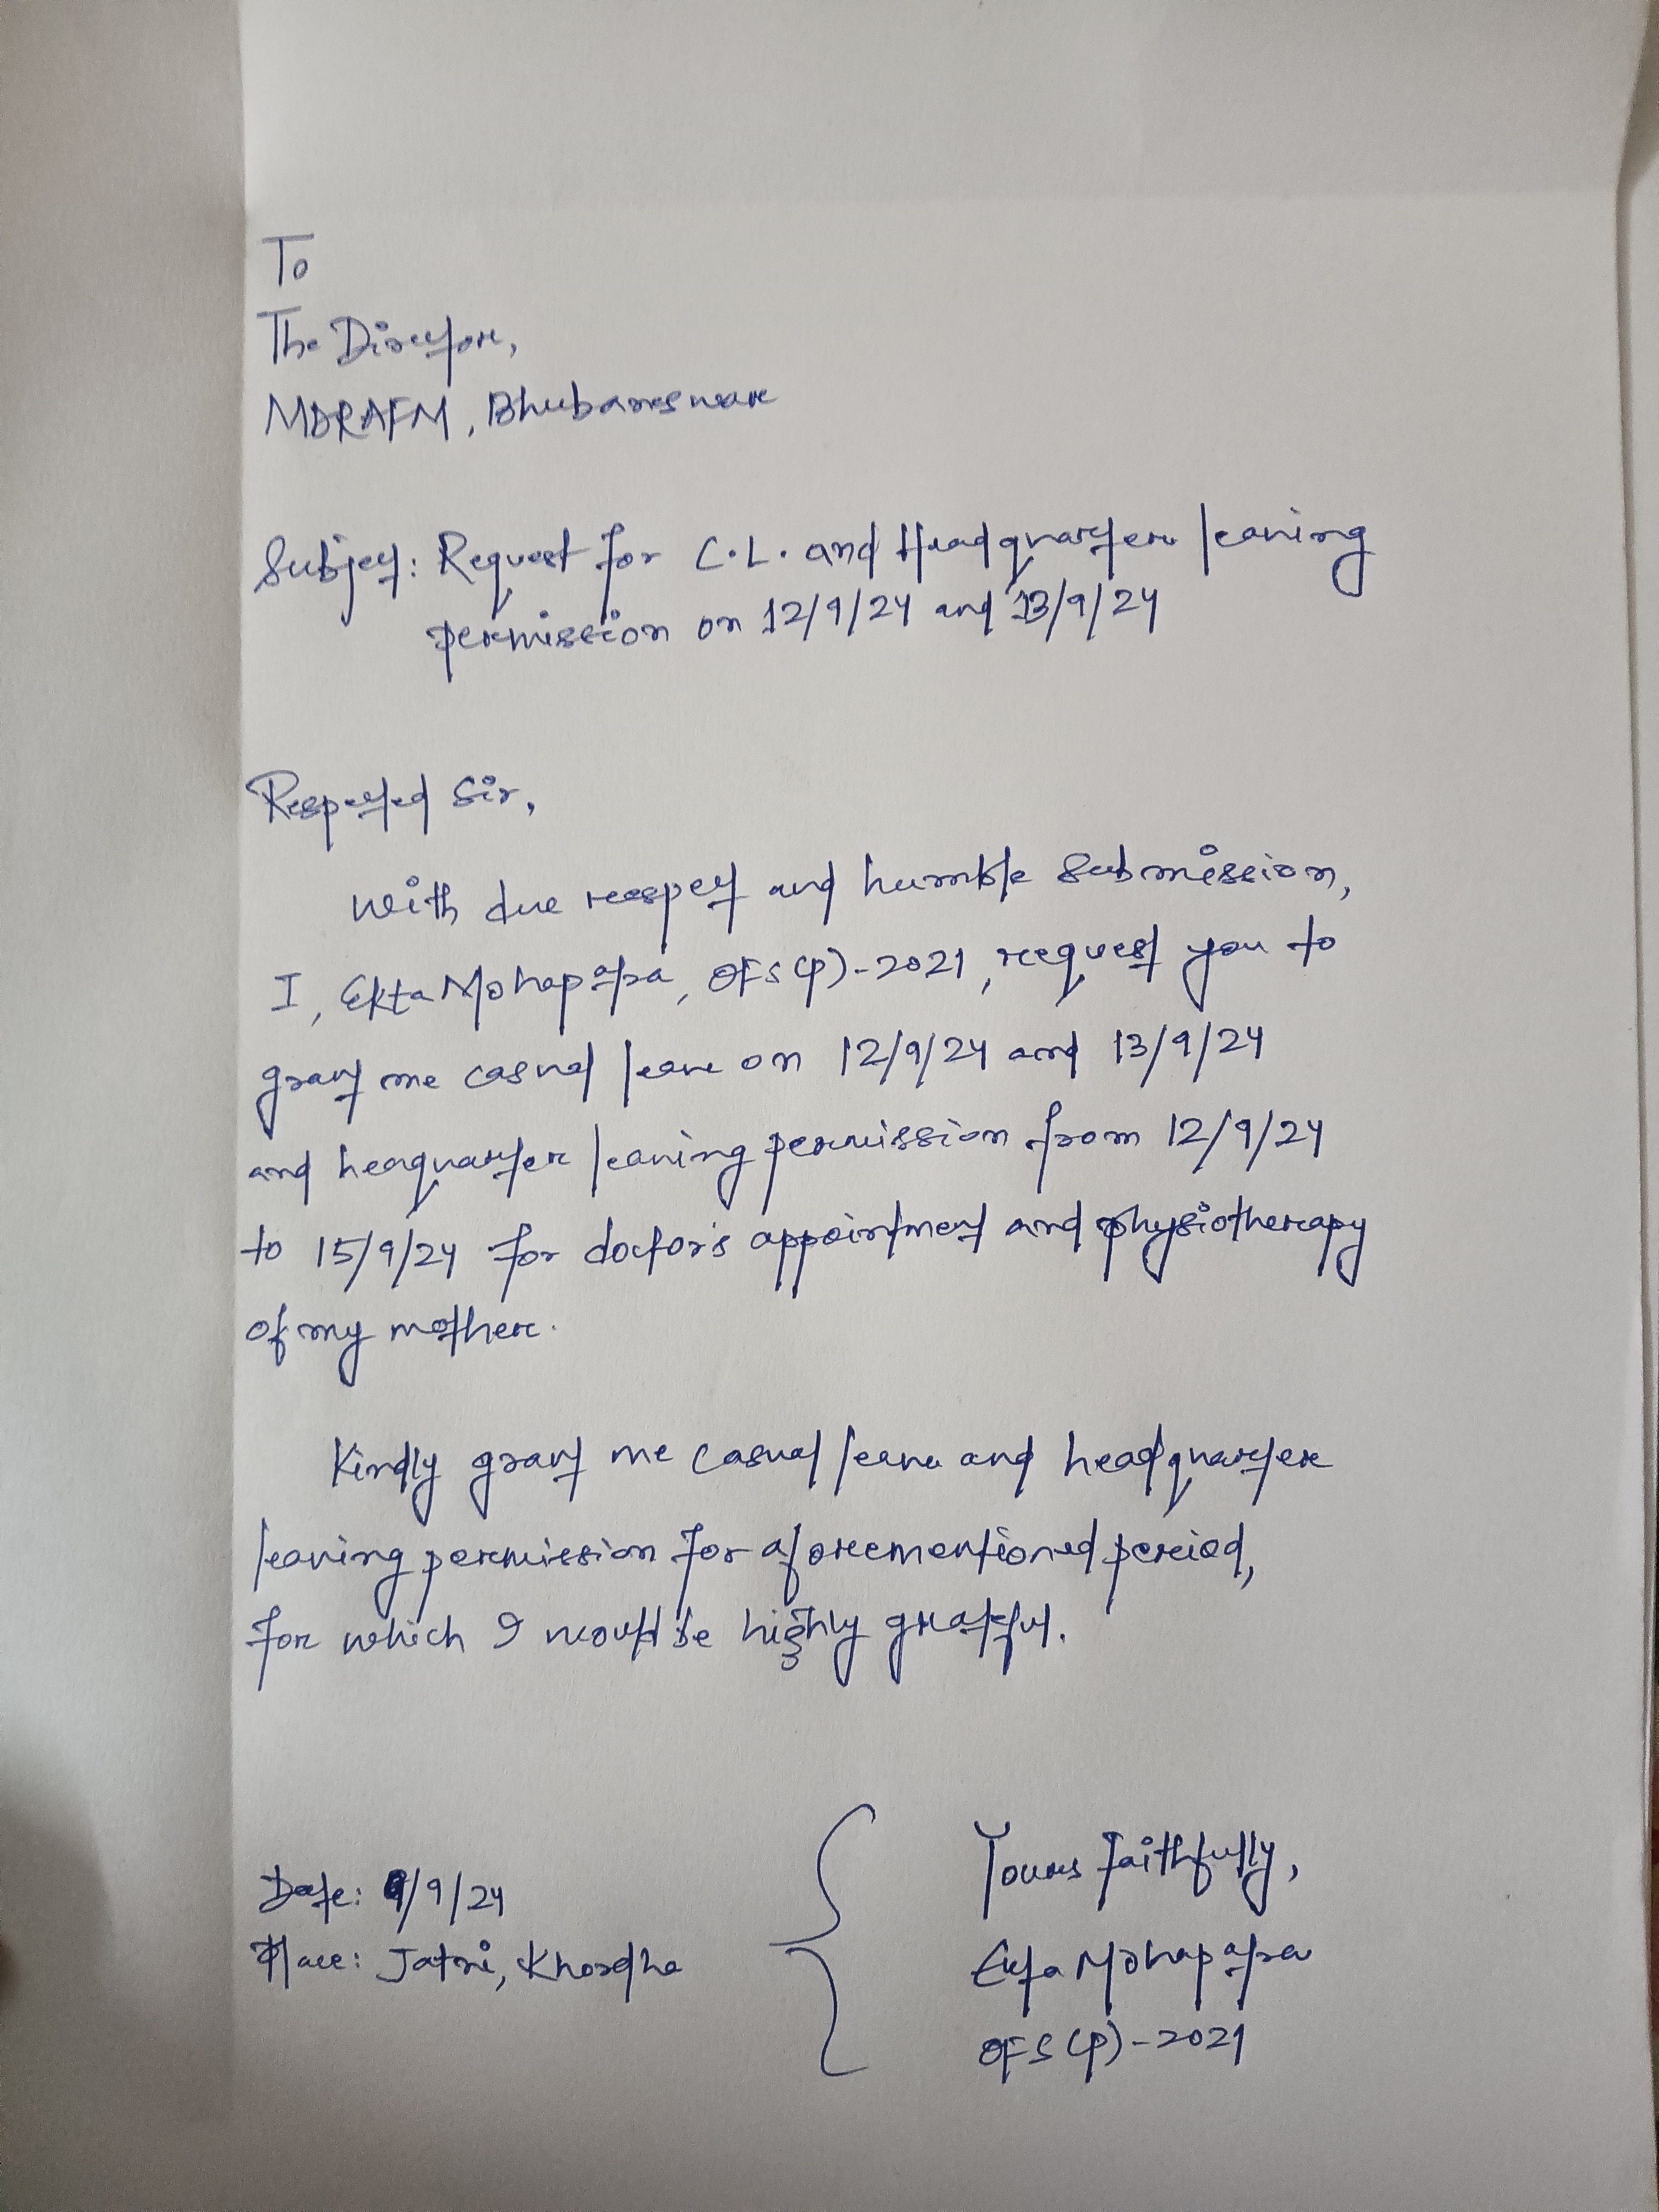 To
The Director,
MDRAFM, Bhubaneswar
Subject: Request for C.L. and Headquarter leaving
permission on 12/9/24 and 13/9/24
Respected Sir,
With due respect and humble submission,
I, Ekta Mohapatra, OFS(P)-2021, request you to
grant me casual leave on 12/9/24 and 13/9/24
and heaquarter leaving permission from 12/9/24
to 15/9/24 for doctor's appointment and physiotherapy
of my mother.
Kindly grant me casual leave and headquarter
leaving permission for aforementioned period,
for which I would be highly grateful.
Date: 9/9/24
Place: Jatni, Khordha
Yours faithfully,
Ekta Mohapatra
OFS(P)-2021